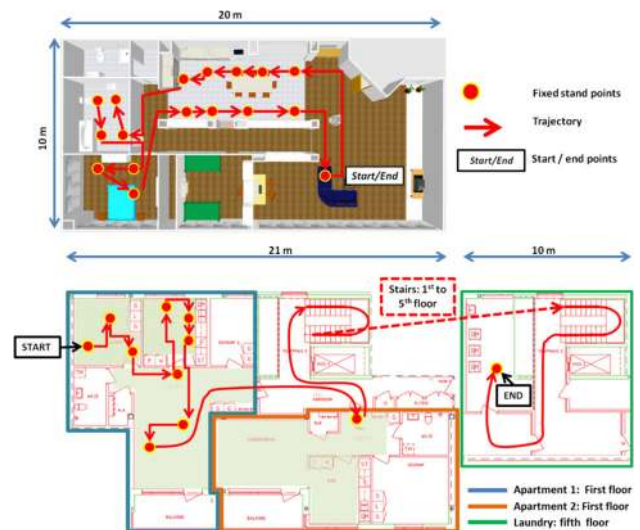 20 m
10 m
Fixed stand points
Trajectory
Start/End
Start / end points
Start/End
21 m
10 m
Stairs: 1st to
5th floor
START
END
Apartment 1: First floor
Apartment 2: First floor
Laundry: fifth floor